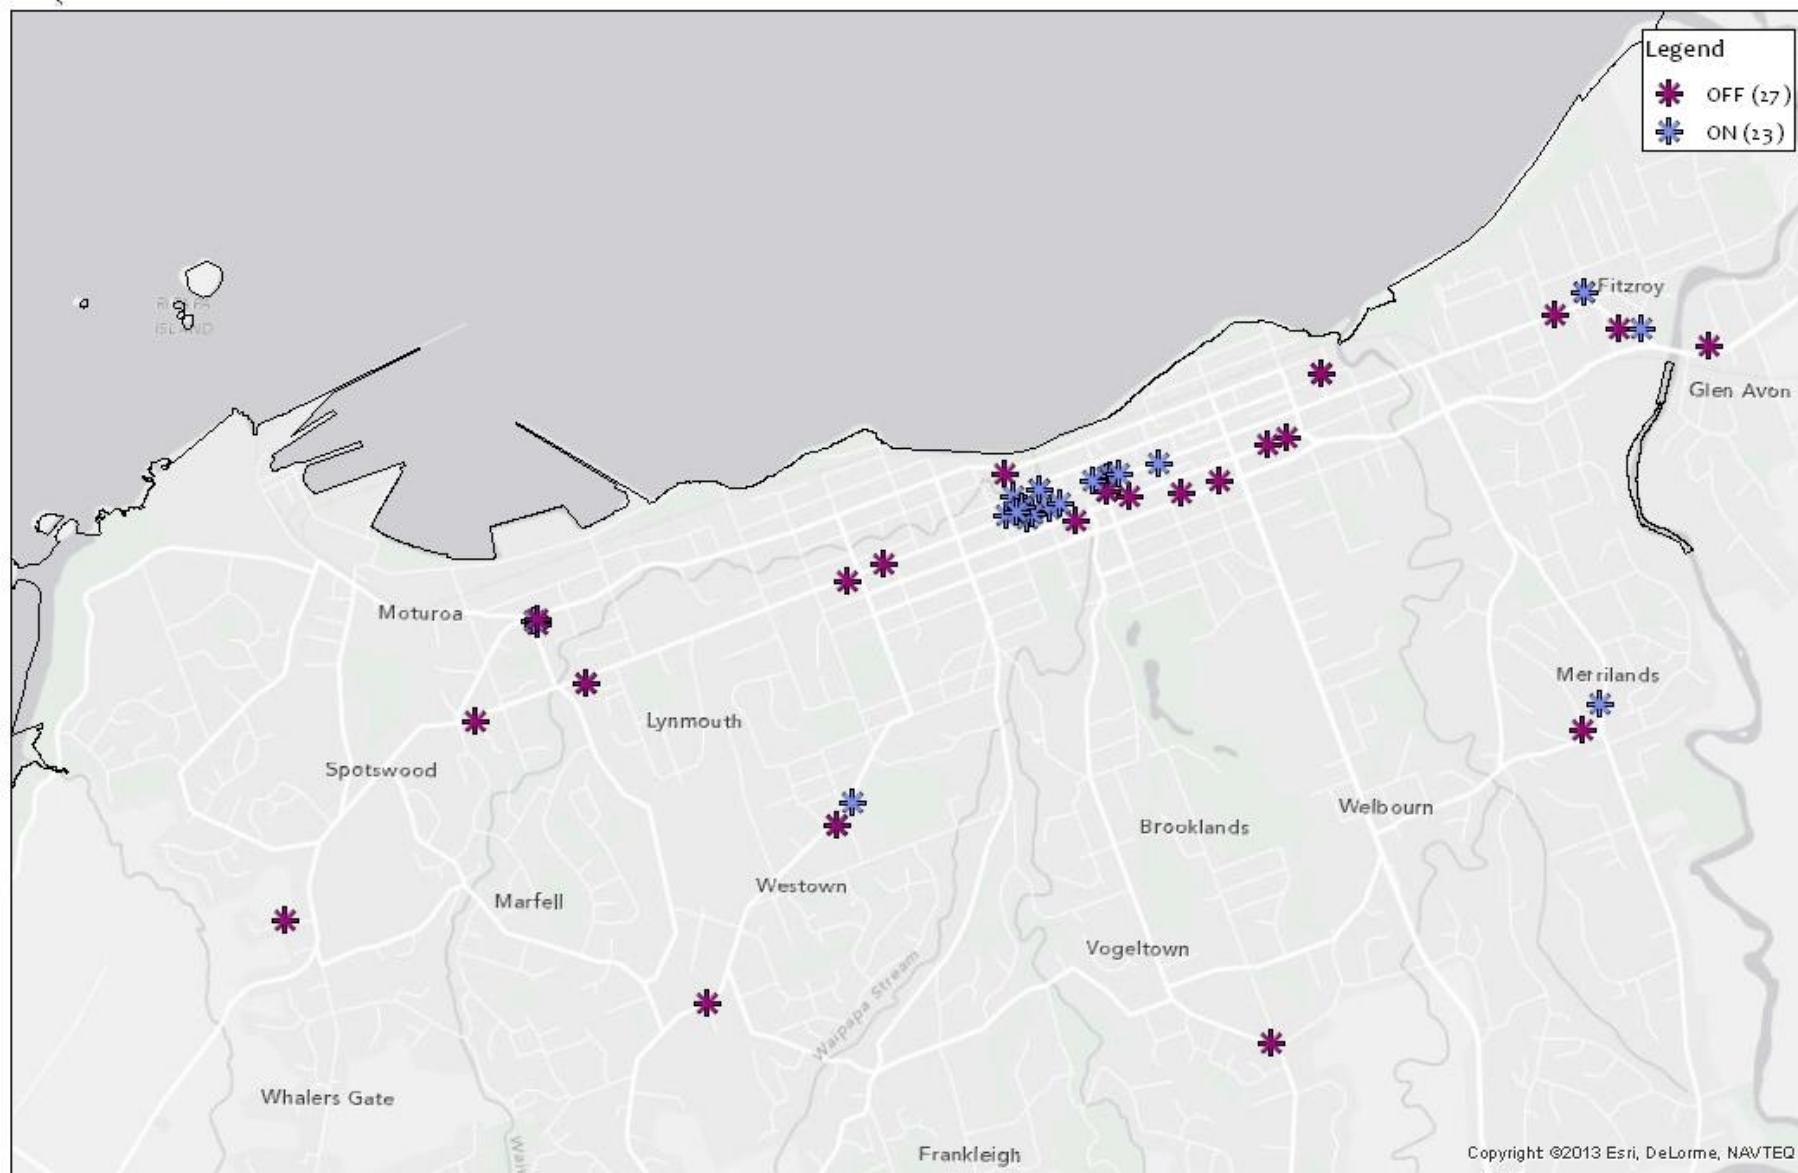 Legend
OFF (27)
ON (23)
Fitzroy
ISLAND
Glen Avon
Moturoa
Merrilands
Lynmouth
Spotswood
Welbourn
Brooklands
Westown
Marfell
Vogeltown
Waipapa Stream
Whalers Gate
Frankleigh
Copyright ©2013 Esri, DeLorme, NAVTEQ